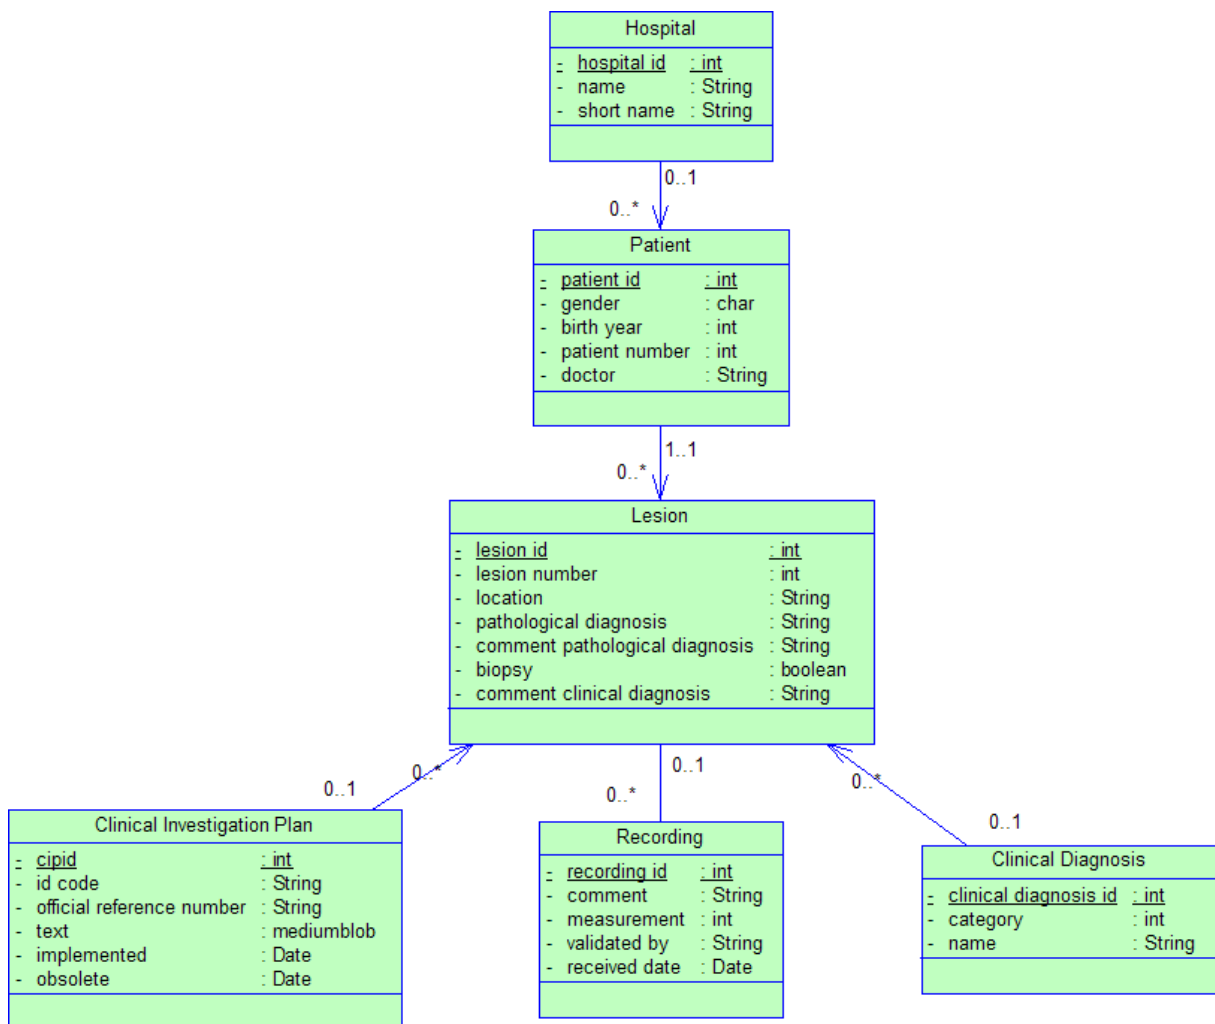 Hospital
- hospital id : int
- name : String
- short name : String
0..1
0..*
Patient
- patient id : int
- gender : char
- birth year : int
- patient number : int
- doctor : String
1..1
0..*
Lesion
- lesion id : int
- lesion number : int
- location : String
- pathological diagnosis : String
- comment pathological diagnosis : String
- biopsy : boolean
- comment clinical diagnosis : String
0..*
0..1
0..1
0..*
0..*
0..1
Clinical Investigation Plan
- cipid : int
- id code : String
- official reference number : String
- text : mediumblob
- implemented : Date
- obsolete : Date
Recording
- recording id : int
- comment : String
- measurement : int
- validated by : String
- received date : Date
Clinical Diagnosis
- clinical diagnosis id : int
- category : int
- name : String